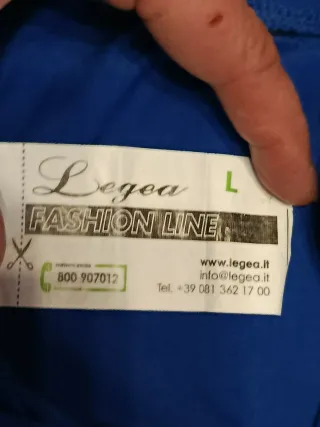 Legea L
FASHION LINE
800 907012
www.legea.it
info@legea.it
Tel. +39 081 362 17 00